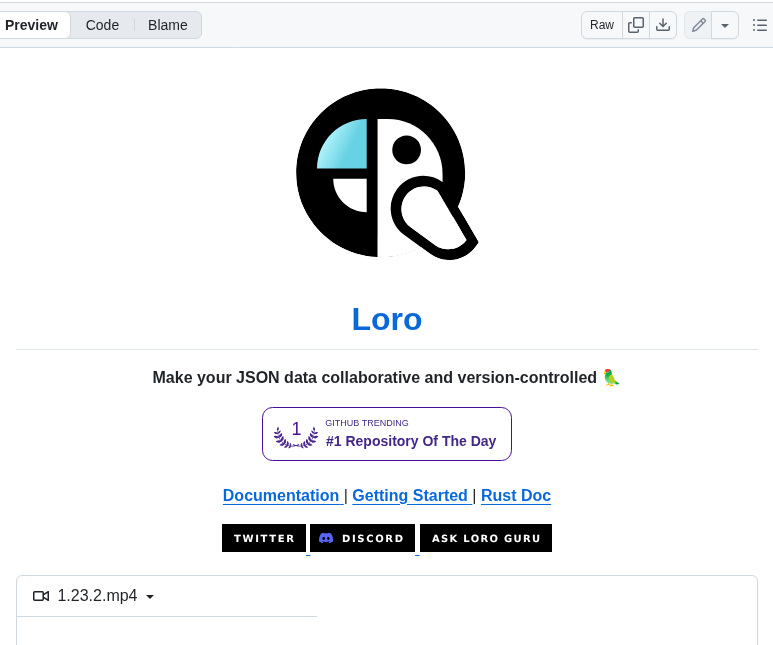 Preview Code Blame Raw
Loro
Make your JSON data collaborative and version-controlled 🦜
GITHUB TRENDING
1 #1 Repository Of The Day
Documentation | Getting Started | Rust Doc
TWITTER DISCORD ASK LORO GURU
1.23.2.mp4